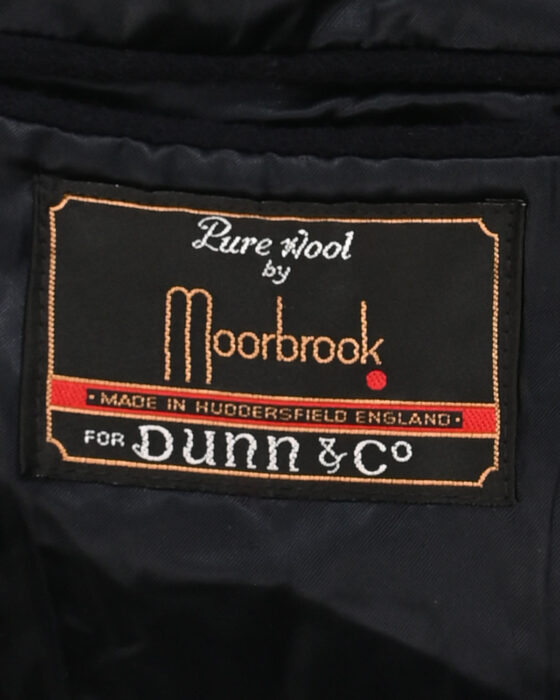 Pure Wool
by
Moorbrook
• MADE IN HUDDERSFIELD ENGLAND •
FOR DUNN & Cº